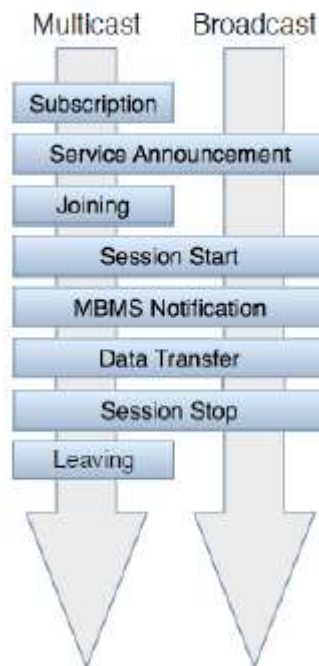 Multicast Broadcast
Subscription
Service Announcement
Joining
Session Start
MBMS Notification
Data Transfer
Session Stop
Leaving